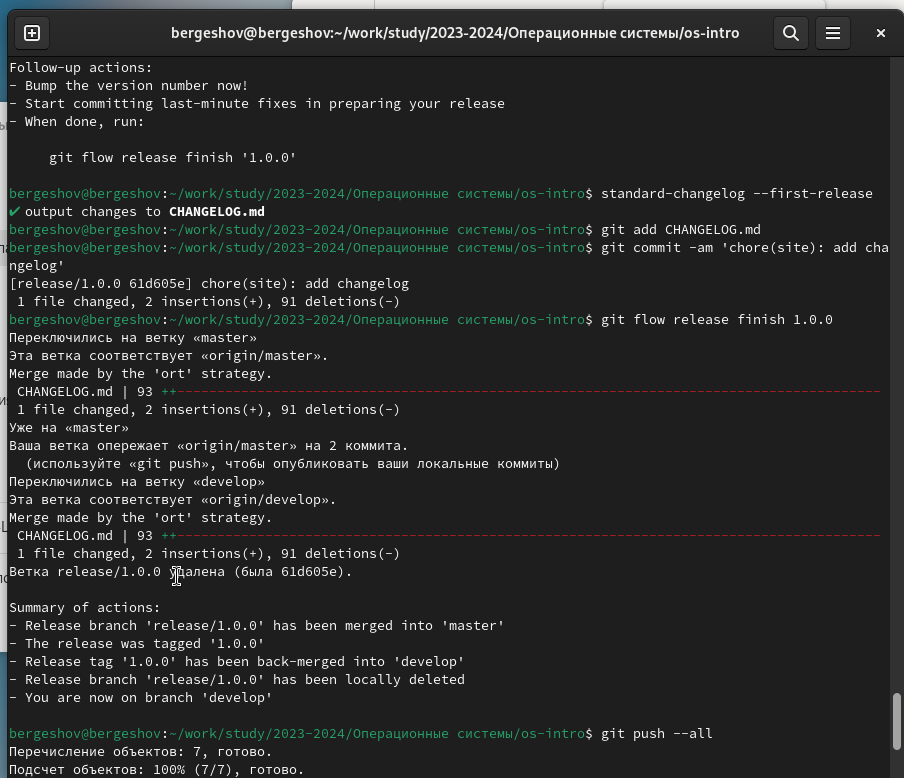 bergeshov@bergeshov:~/work/study/2023-2024/Операционные системы/os-intro
Follow-up actions:
- Bump the version number now!
- Start committing last-minute fixes in preparing your release
- When done, run:
git flow release finish '1.0.0'
bergeshov@bergeshov:~/work/study/2023-2024/Операционные системы/os-intro$ standard-changelog --first-release
✔ output changes to CHANGELOG.md
bergeshov@bergeshov:~/work/study/2023-2024/Операционные системы/os-intro$ git add CHANGELOG.md
bergeshov@bergeshov:~/work/study/2023-2024/Операционные системы/os-intro$ git commit -am 'chore(site): add cha
ngelog'
[release/1.0.0 61d605e] chore(site): add changelog
1 file changed, 2 insertions(+), 91 deletions(-)
bergeshov@bergeshov:~/work/study/2023-2024/Операционные системы/os-intro$ git flow release finish 1.0.0
Переключились на ветку «master»
Эта ветка соответствует «origin/master».
Merge made by the 'ort' strategy.
CHANGELOG.md | 93 ++-----------------------------------------------------------------------------------------
1 file changed, 2 insertions(+), 91 deletions(-)
Уже на «master»
Ваша ветка опережает «origin/master» на 2 коммита.
(используйте «git push», чтобы опубликовать ваши локальные коммиты)
Переключились на ветку «develop»
Эта ветка соответствует «origin/develop».
Merge made by the 'ort' strategy.
CHANGELOG.md | 93 ++-----------------------------------------------------------------------------------------
1 file changed, 2 insertions(+), 91 deletions(-)
Ветка release/1.0.0 удалена (была 61d605e).
Summary of actions:
- Release branch 'release/1.0.0' has been merged into 'master'
- The release was tagged '1.0.0'
- Release tag '1.0.0' has been back-merged into 'develop'
- Release branch 'release/1.0.0' has been locally deleted
- You are now on branch 'develop'
bergeshov@bergeshov:~/work/study/2023-2024/Операционные системы/os-intro$ git push --all
Перечисление объектов: 7, готово.
Подсчет объектов: 100% (7/7), готово.